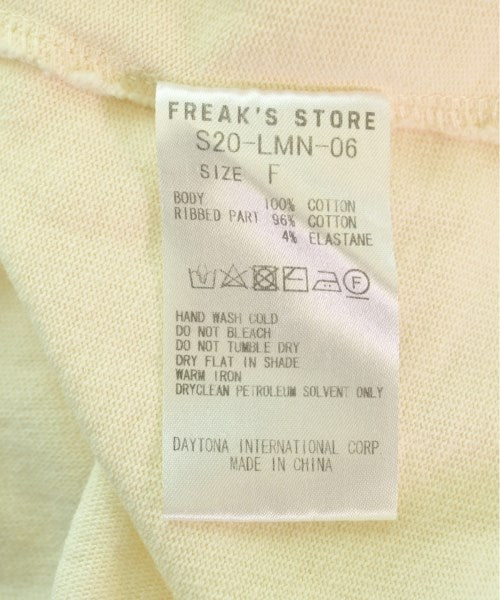 FREAK'S STORE
S20-LMN-06
SIZE F
BODY 100% COTTON
RIBBED PART 96% COTTON
4% ELASTANE
F
HAND WASH COLD
DO NOT BLEACH
DO NOT TUMBLE DRY
DRY FLAT IN SHADE
WARM IRON
DRYCLEAN PETROLEUM SOLVENT ONLY
DAYTONA INTERNATIONAL CORP.
MADE IN CHINA